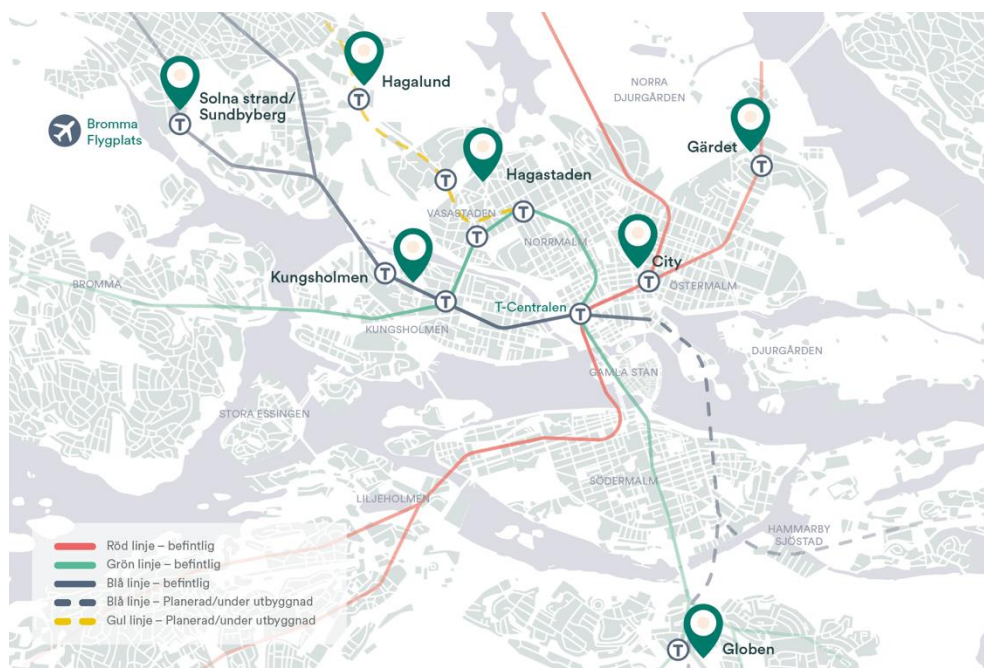 Hagalund
Solna strand/
Sundbyberg
Bromma
Flygplats
NORRA
DJURGÅRDEN
Gärdet
Hagastaden
VASASTADEN
NORRMALM
City
Kungsholmen
ÖSTERMALM
BROMMA
T-Centralen
KUNGSHOLMEN
DJURGÅRDEN
GAMLA STAN
STORA ESSINGEN
SÖDERMALM
LILJEHOLMEN
HAMMARBY
SJÖSTAD
Röd linje – befintlig
Grön linje – befintlig
Blå linje – befintlig
Blå linje – Planerad/under utbyggnad
Gul linje – Planerad/under utbyggnad
Globen
T
T
T
T
T
T
T
T
T
T
T